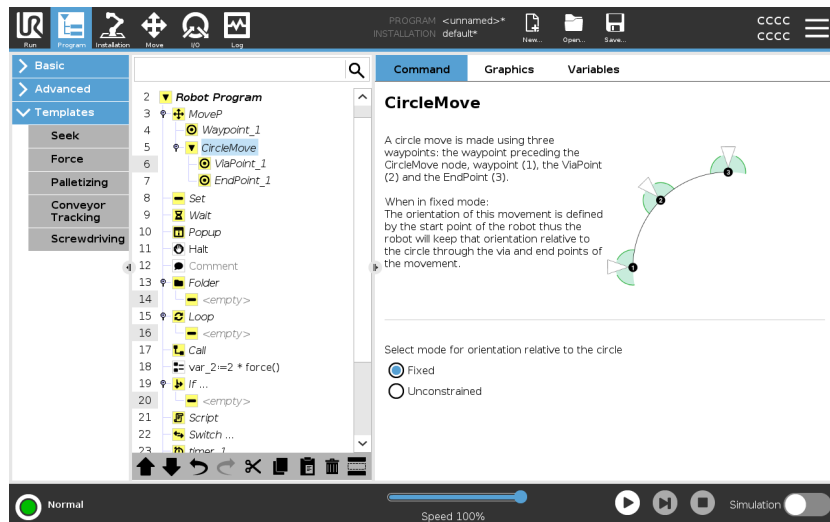 PROGRAM <unnamed>*
INSTALLATION default*
CCCC
CCCC
Run
Program
Installation
Move
I/O
Log
New...
Open...
Save...
Basic
Advanced
Templates
Seek
Force
Palletizing
Conveyor
Tracking
Screwdriving
2 Robot Program
3 MoveP
4 Waypoint_1
5 CircleMove
6 ViaPoint_1
7 EndPoint_1
8 Set
9 Wait
10 Popup
11 Halt
12 Comment
13 Folder
14 <empty>
15 Loop
16 <empty>
17 Call
18 var_2:=2 * force()
19 If ...
20 <empty>
21 Script
22 Switch ...
23 timer_1
Command
Graphics
Variables
CircleMove
A circle move is made using three
waypoints: the waypoint preceding the
CircleMove node, waypoint (1), the ViaPoint
(2) and the EndPoint (3).
When in fixed mode:
The orientation of this movement is defined
by the start point of the robot thus the
robot will keep that orientation relative to
the circle through the via and end points of
the movement.
3
2
1
Select mode for orientation relative to the circle
Fixed
Unconstrained
Normal
Speed 100%
Simulation